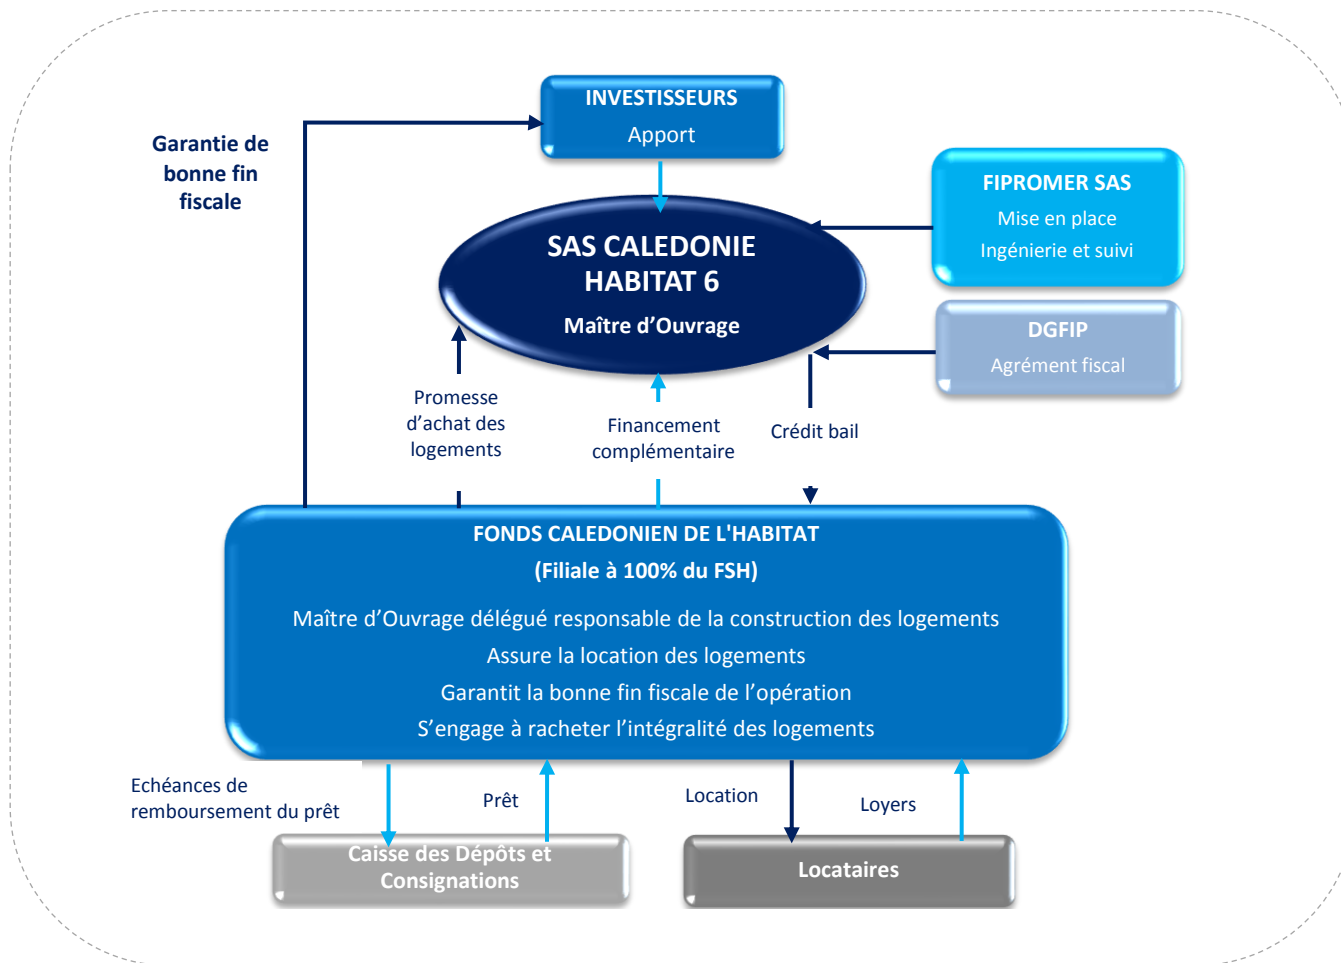 INVESTISSEURS
Apport
Garantie de
bonne fin
fiscale
FIPROMER SAS
Mise en place
Ingénierie et suivi
SAS CALEDONIE
HABITAT 6
Maître d’Ouvrage
DGFIP
Agrément fiscal
Promesse
d’achat des
logements
Financement
complémentaire
Crédit bail
FONDS CALEDONIEN DE L'HABITAT
(Filiale à 100% du FSH)
Maître d’Ouvrage délégué responsable de la construction des logements
Assure la location des logements
Garantit la bonne fin fiscale de l’opération
S’engage à racheter l’intégralité des logements
Echéances de
remboursement du prêt
Prêt
Location
Loyers
Caisse des Dépôts et
Consignations
Locataires